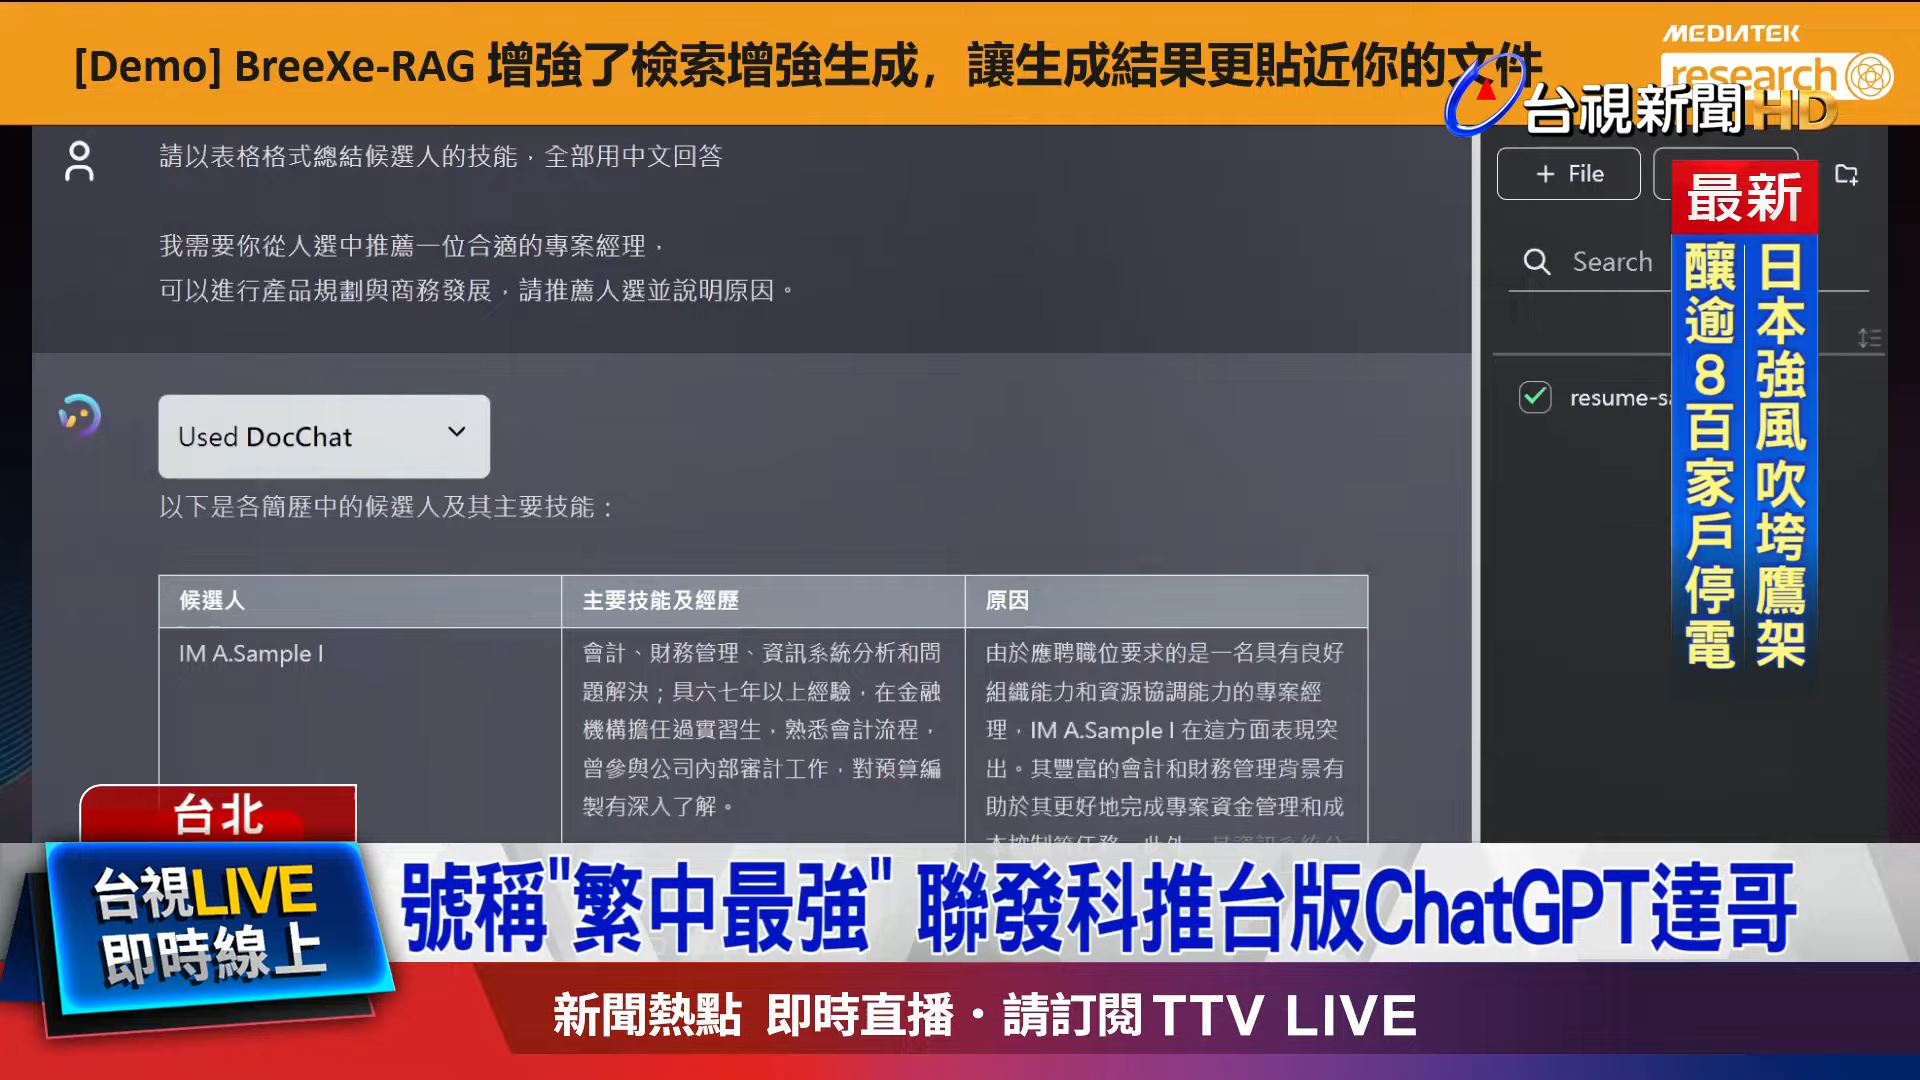 [Demo] BreeXe-RAG 增強了檢索增強生成，讓生成結果更貼近你的文件
MEDIATEK
research
台視新聞HD
請以表格格式總結候選人的技能，全部用中文回答
我需要你從人選中推薦一位合適的專案經理，
可以進行產品規劃與商務發展，請推薦人選並說明原因。
+ File
Search
resume-sa
最新
日本強風吹垮鷹架
釀逾8百家戶停電
Used DocChat
以下是各簡歷中的候選人及其主要技能：
候選人
主要技能及經歷
原因
IM A.Sample I
會計、財務管理、資訊系統分析和問
題解決；具六七年以上經驗，在金融
機構擔任過實習生，熟悉會計流程，
曾參與公司內部審計工作，對預算編
製有深入了解。
由於應聘職位要求的是一名具有良好
組織能力和資源協調能力的專案經
理，IM A.Sample I 在這方面表現突
出。其豐富的會計和財務管理背景有
助於其更好地完成專案資金管理和成
台北
台視LIVE
即時線上
號稱"繁中最強" 聯發科推台版ChatGPT達哥
新聞熱點 即時直播·請訂閱TTV LIVE